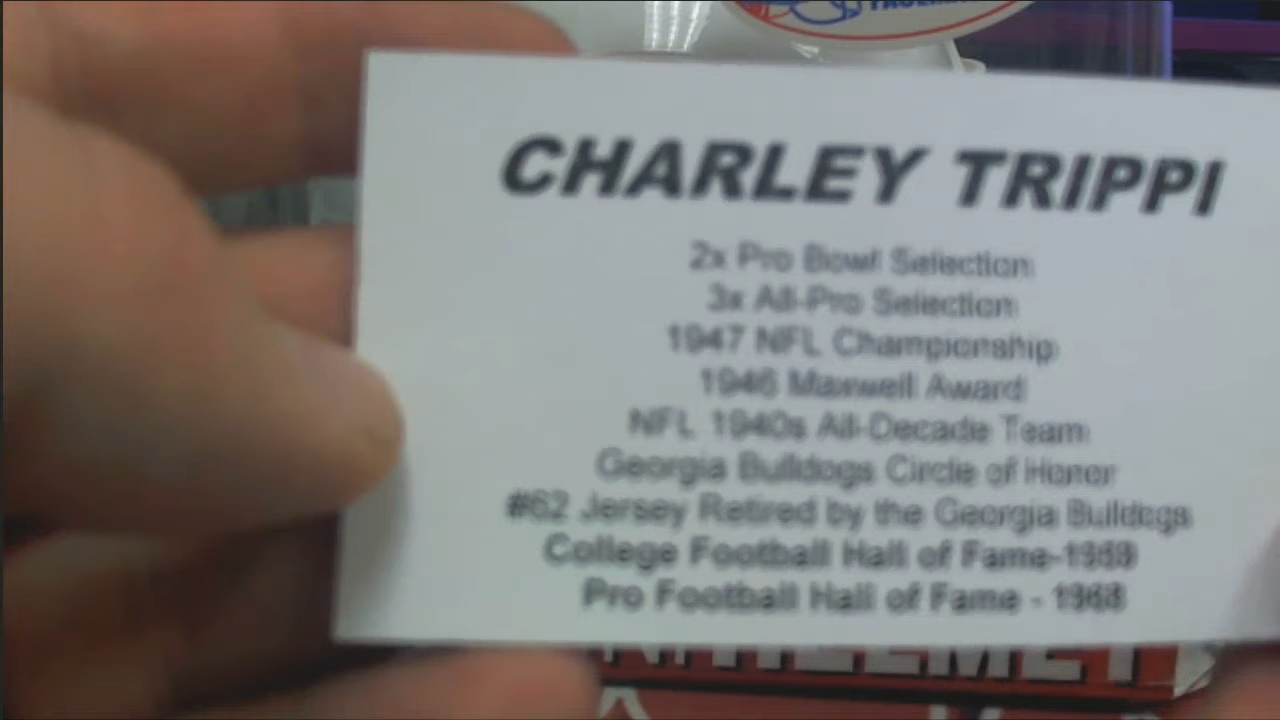 CHARLEY TRIPPI
2x Pro Bowl Selection
3x All-Pro Selection
1947 NFL Championship
1946 Maxwell Award
NFL 1940s All-Decade Team
Georgia Bulldogs Circle of Honor
#62 Jersey Retired by the Georgia Bulldogs
College Football Hall of Fame-1959
Pro Football Hall of Fame - 1968